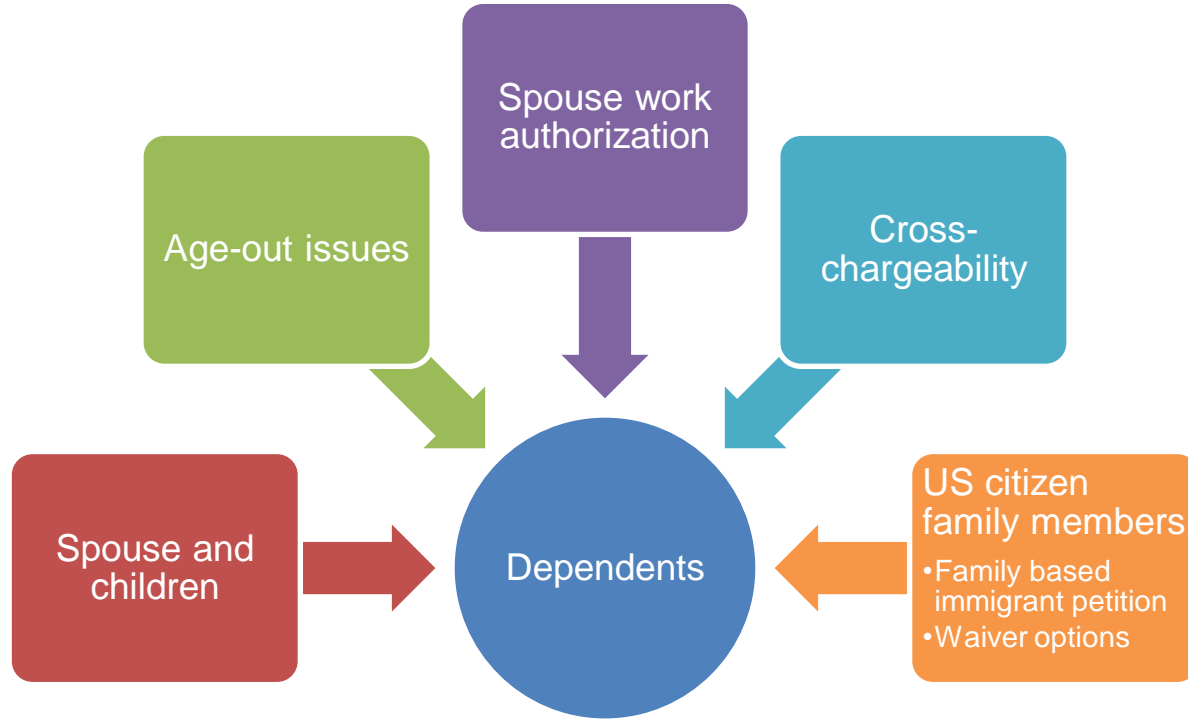 Spouse work
authorization
Age-out issues
Cross-
chargeability
Spouse and
children
Dependents
US citizen
family members
•Family based
immigrant petition
•Waiver options